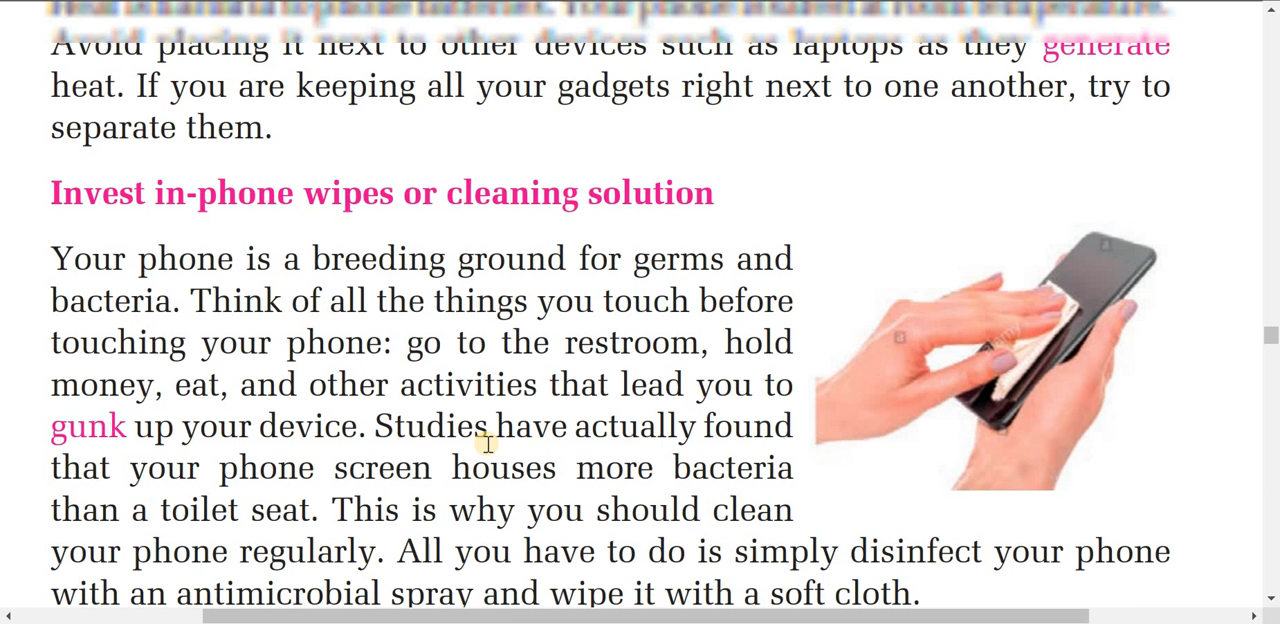 Avoid placing it next to other devices such as laptops as they generate
heat. If you are keeping all your gadgets right next to one another, try to
separate them.
Invest in-phone wipes or cleaning solution
Your phone is a breeding ground for germs and
bacteria. Think of all the things you touch before
touching your phone: go to the restroom, hold
money, eat, and other activities that lead you to
gunk up your device. Studies have actually found
that your phone screen houses more bacteria
than a toilet seat. This is why you should clean
your phone regularly. All you have to do is simply disinfect your phone
with an antimicrobial spray and wipe it with a soft cloth.